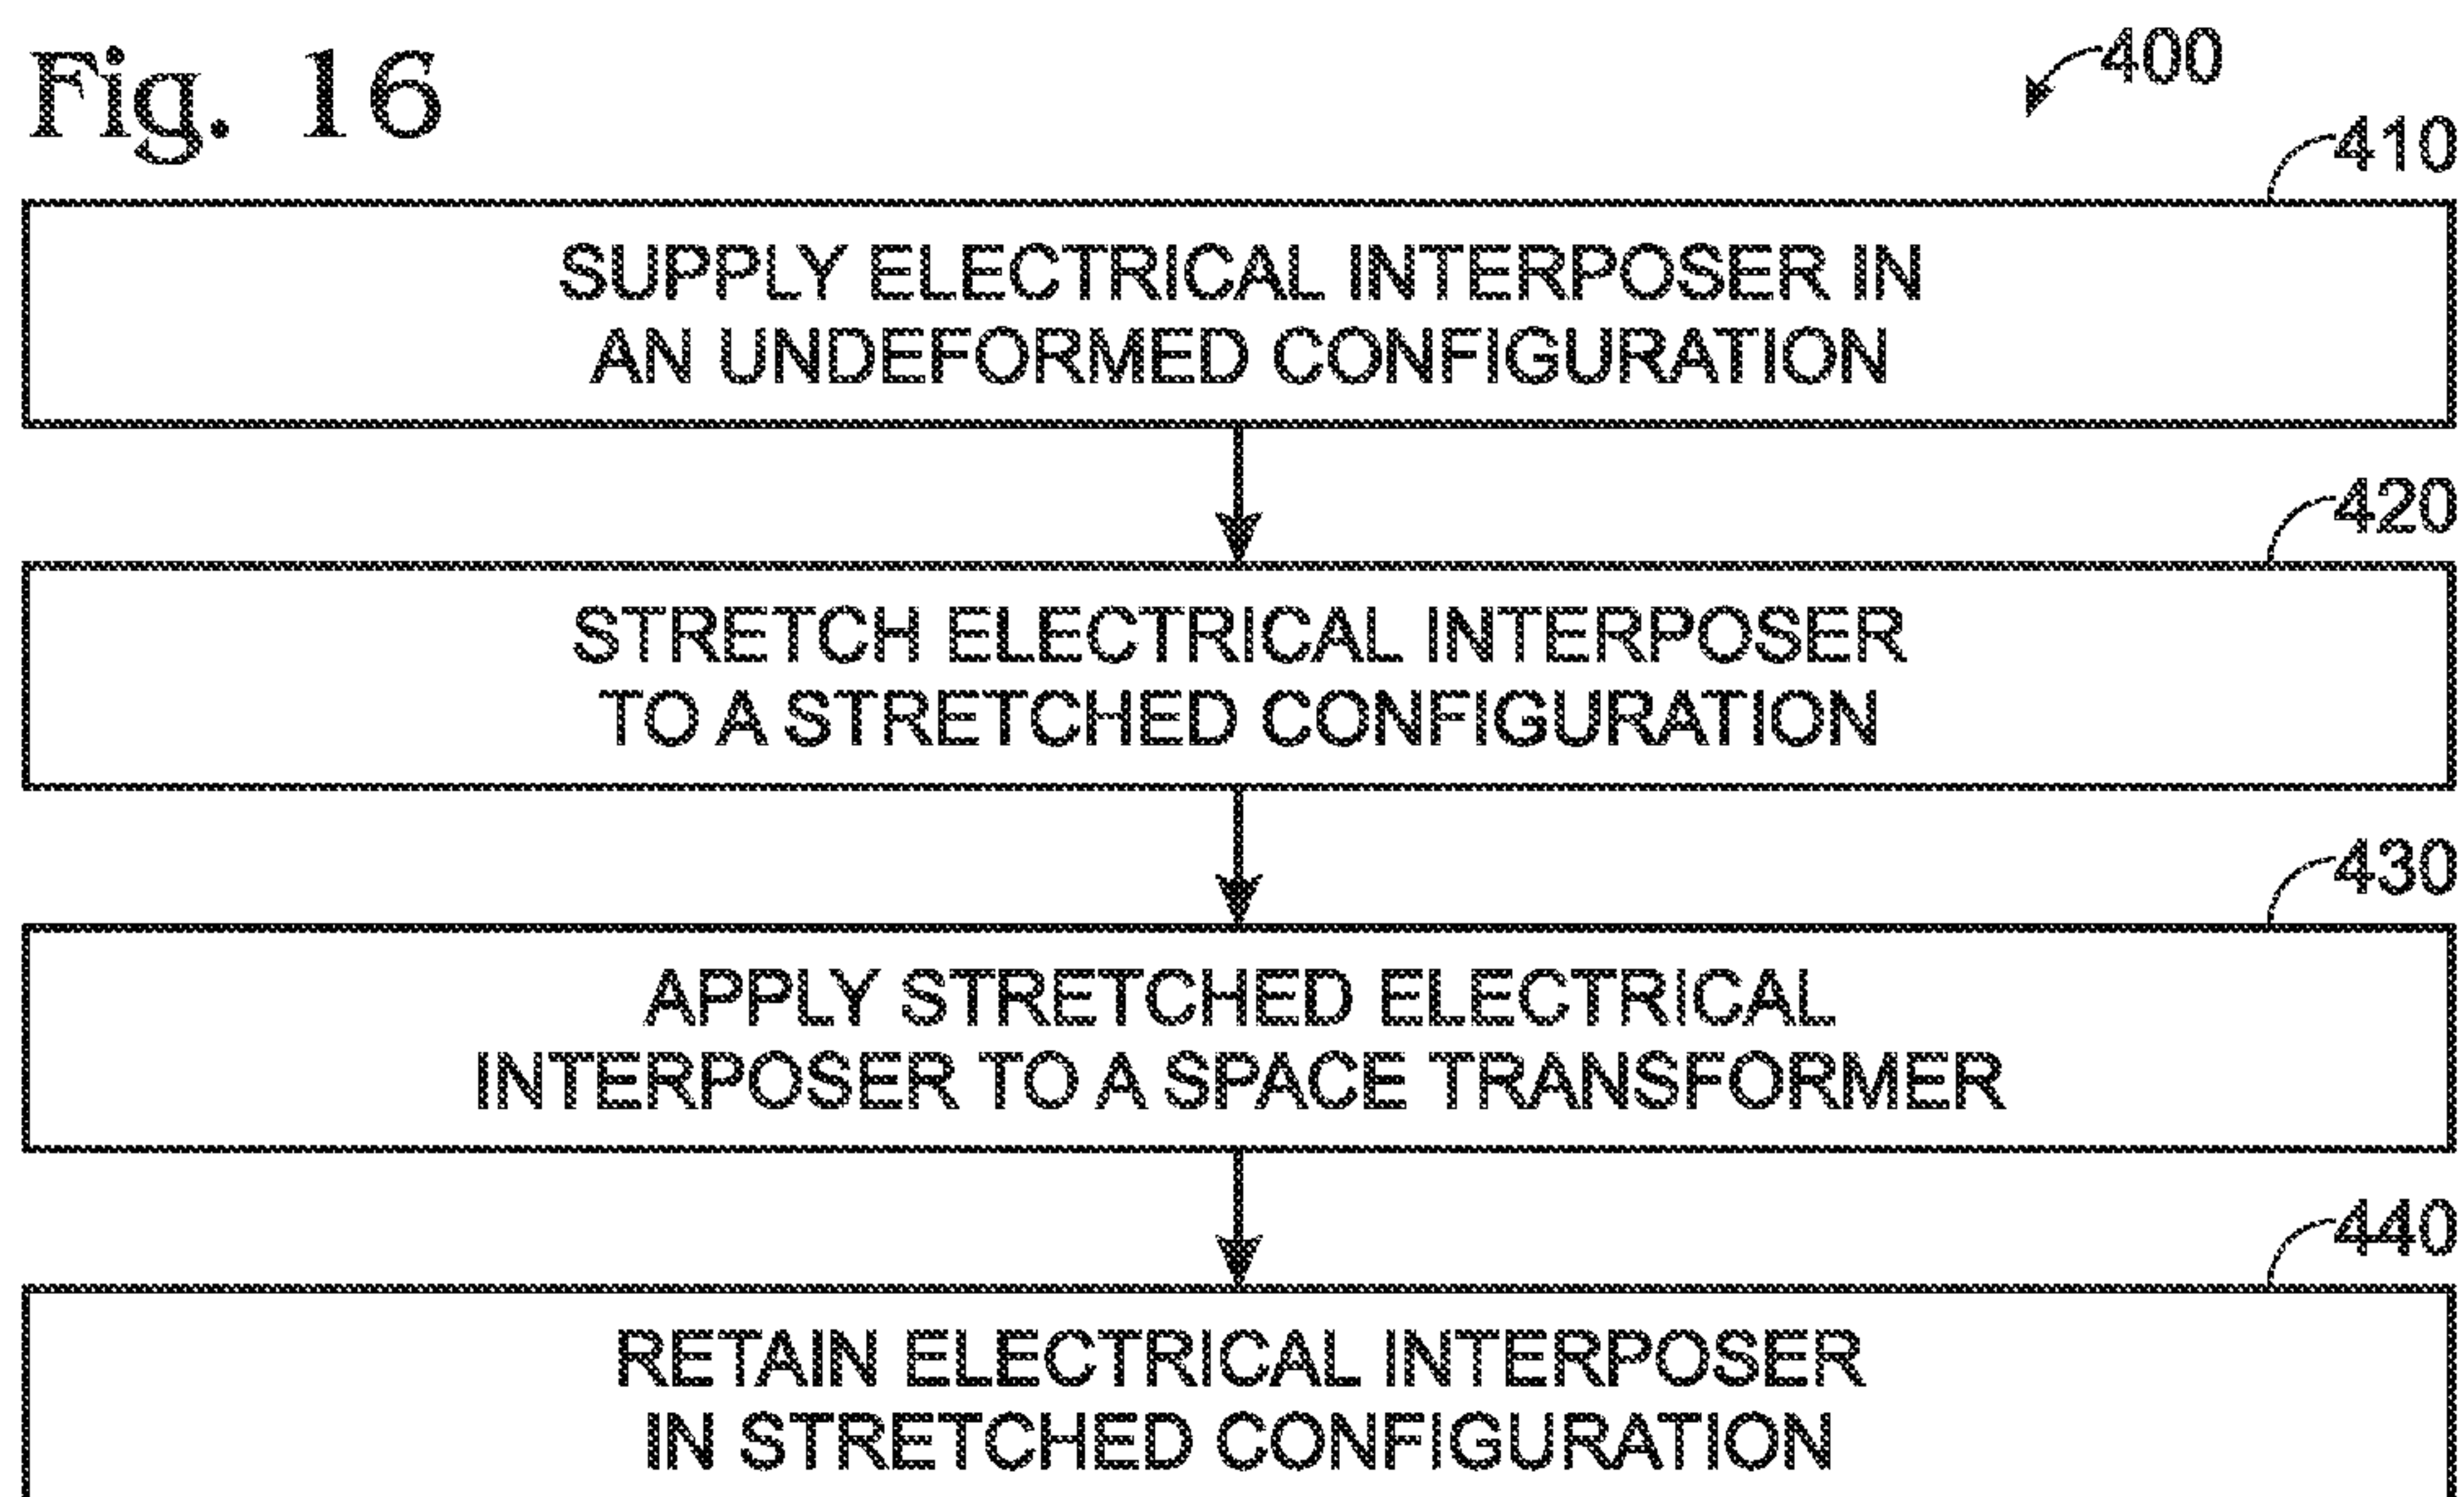 Fig. 16
400
410
SUPPLY ELECTRICAL INTERPOSER IN
AN UNDEFORMED CONFIGURATION
420
STRETCH ELECTRICAL INTERPOSER
TO A STRETCHED CONFIGURATION
430
APPLY STRETCHED ELECTRICAL
INTERPOSER TO A SPACE TRANSFORMER
440
RETAIN ELECTRICAL INTERPOSER
IN STRETCHED CONFIGURATION